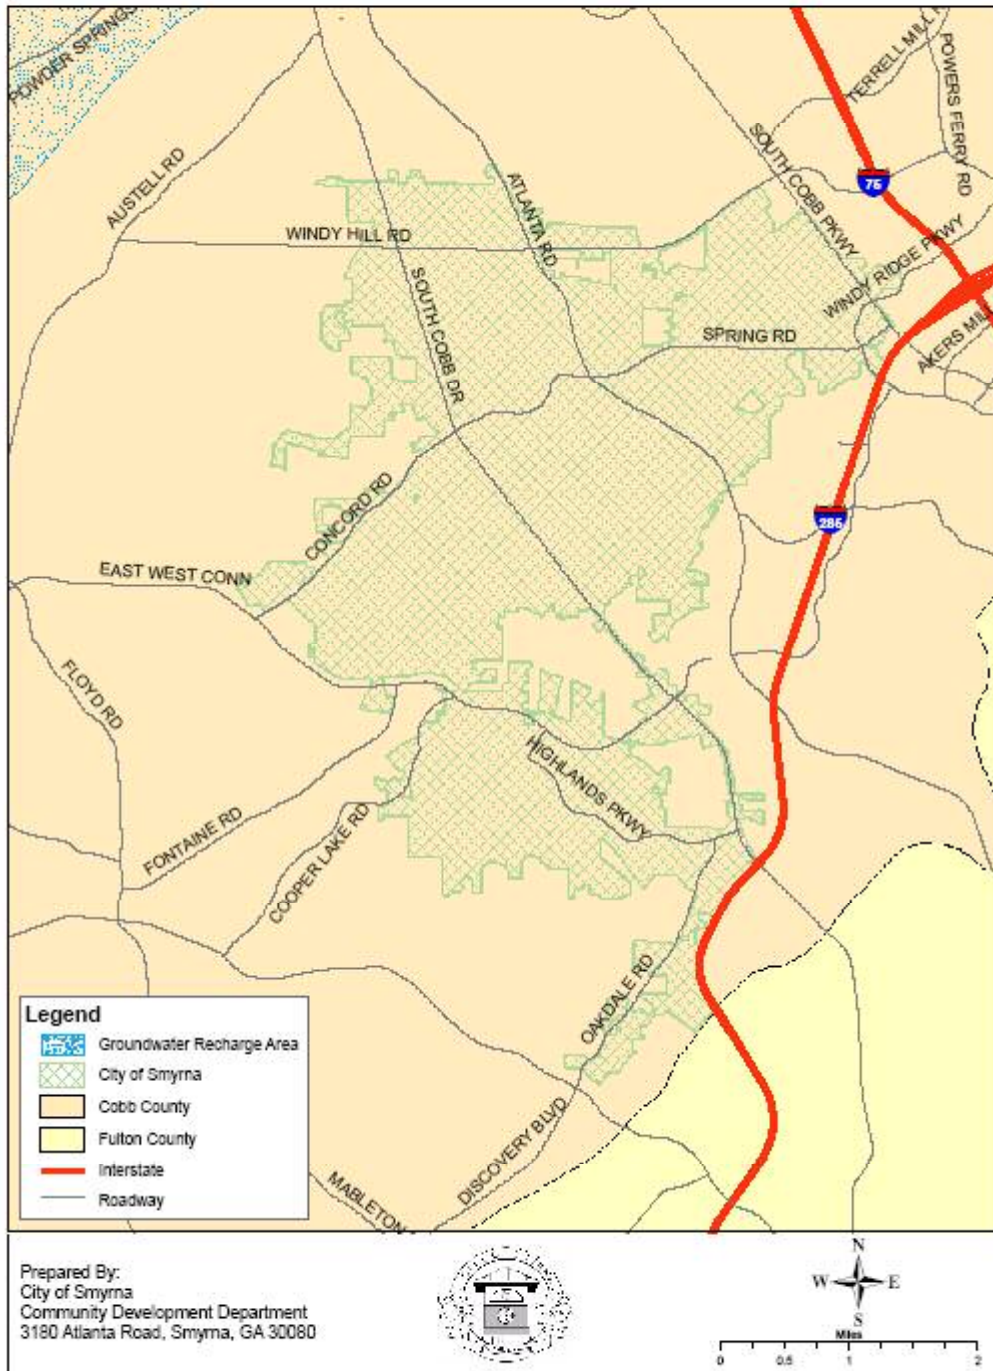 POWDER SPRINGS
TERRELL MILL R
POWERS FERRY RD
SOUTH COBB PKWY
75
AUSTELL RD
ATLANTA RD
WINDY HILL RD
WINDY RIDGE PKWY
SOUTH COBB DR
SPRING RD
AKERS MILL
CONCORD RD
286
EAST WEST CONN
FLOYD RD
HIGHLANDS PKWY
FONTAINE RD
COOPER LAKE RD
OAKDALE RD
DISCOVERY BLVD
MABLETON
Legend
Groundwater Recharge Area
City of Smyrna
Cobb County
Fulton County
Interstate
Roadway
Prepared By:
City of Smyrna
Community Development Department
3180 Atlanta Road, Smyrna, GA 30080
N
W E
S
Miles
0 0.5 1 2